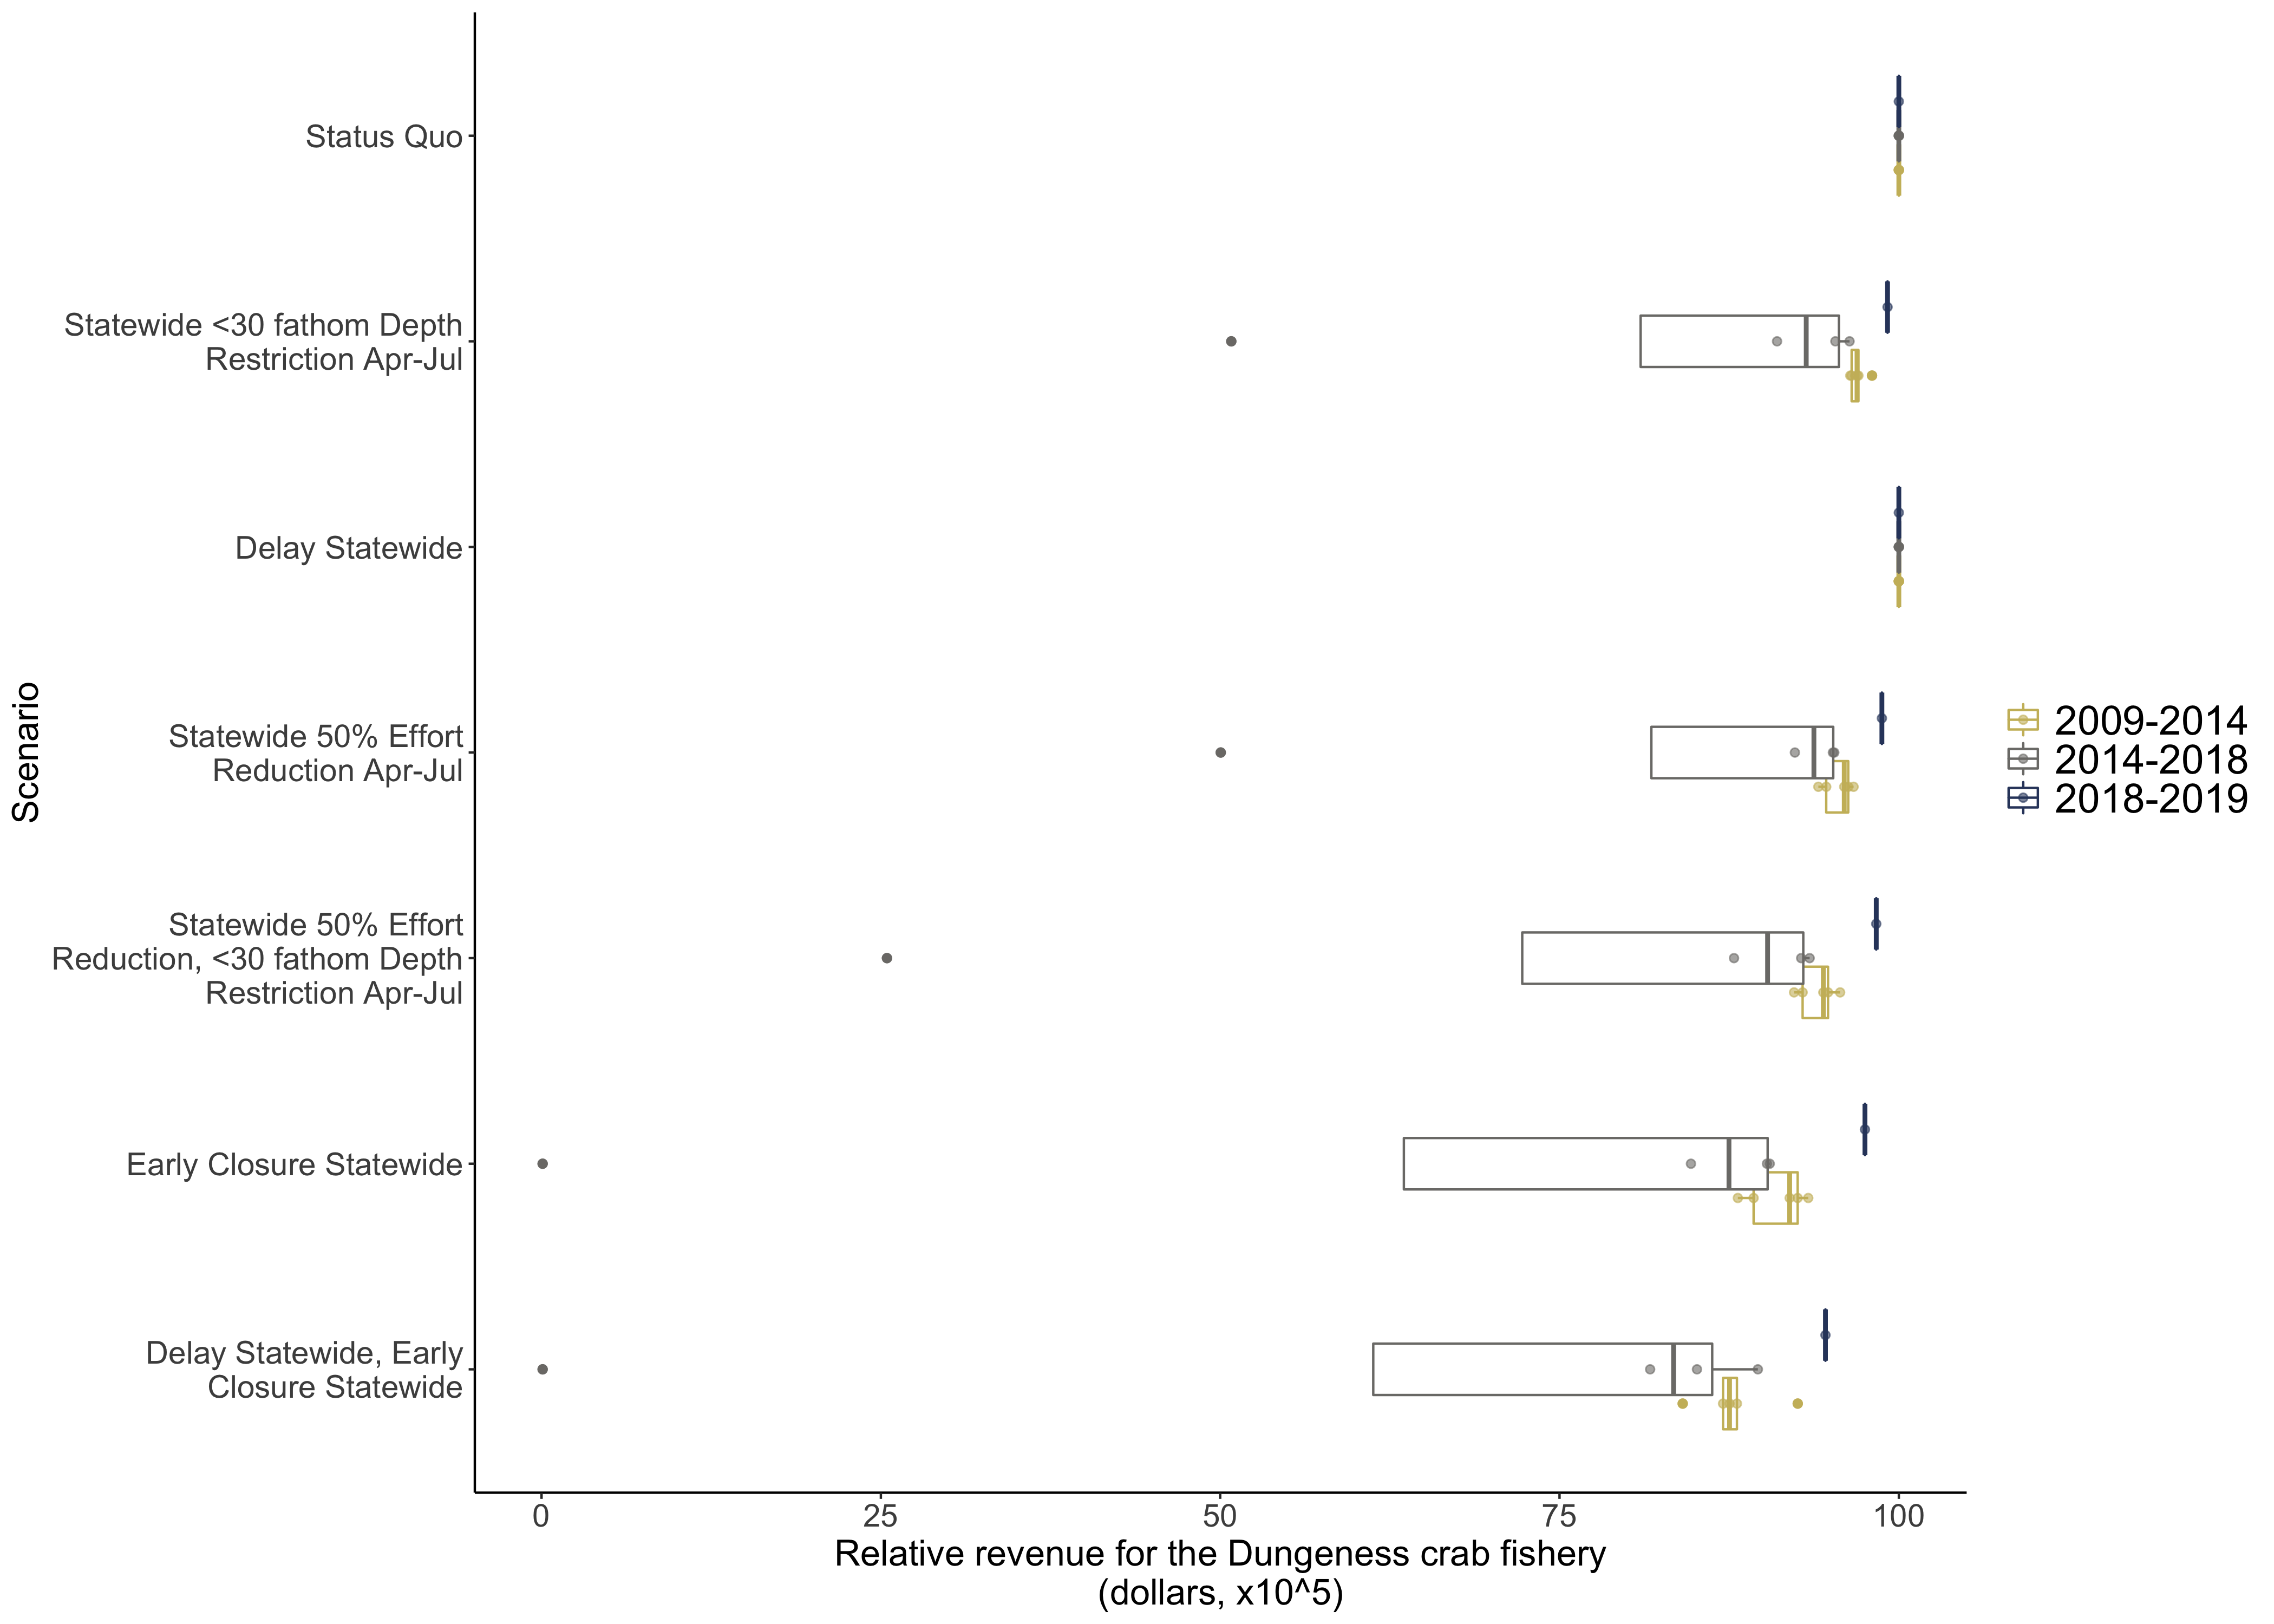 Status Quo
Statewide <30 fathom Depth
Restriction Apr-Jul
Delay Statewide
Statewide 50% Effort
Reduction Apr-Jul
Statewide 50% Effort
Reduction, <30 fathom Depth
Restriction Apr-Jul
Early Closure Statewide
Delay Statewide, Early
Closure Statewide
Scenario
0 25 50 75 100
Relative revenue for the Dungeness crab fishery
(dollars, x10^5)
2009-2014
2014-2018
2018-2019